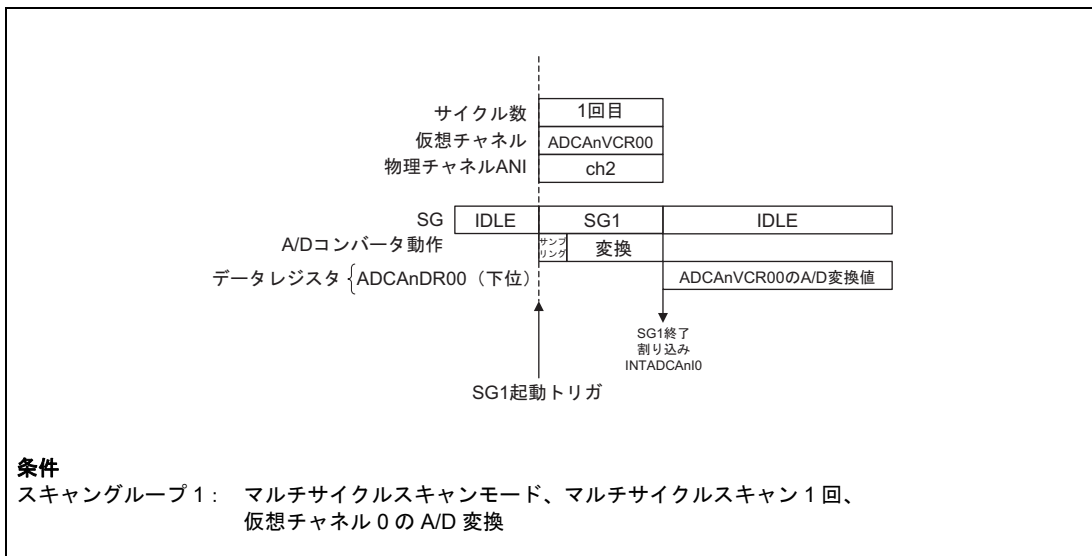 サイクル数 1回目
仮想チャネル ADCAnVCR00
物理チャネルANI ch2
SG IDLE SG1 IDLE
A/Dコンバータ動作 サンプリング 変換
データレジスタ{ADCAnDR00（下位） ADCAnVCR00のA/D変換値
SG1終了
割り込み
INTADCAnI0
SG1起動トリガ
条件
スキャングループ 1： マルチサイクルスキャンモード、マルチサイクルスキャン 1 回、
仮想チャネル 0 の A/D 変換